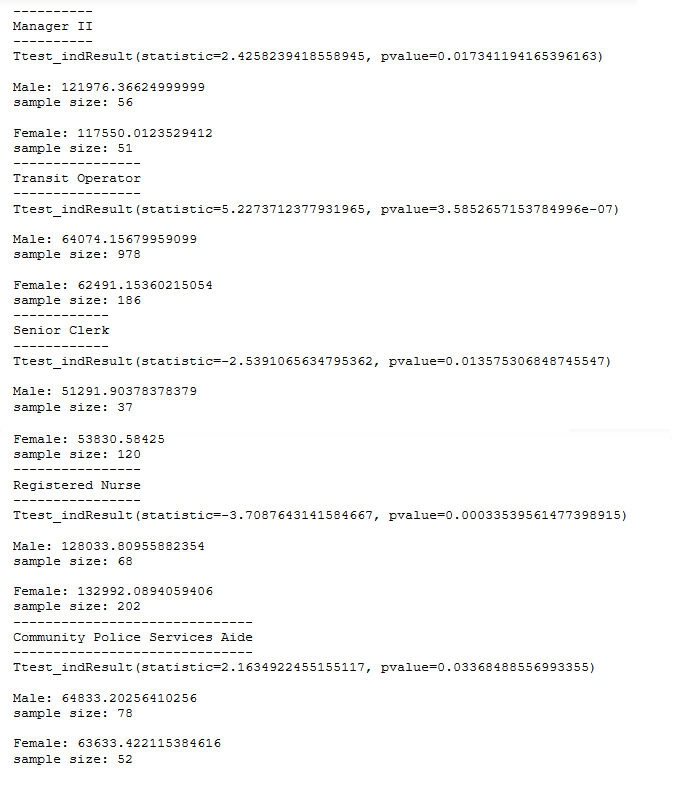 ----------
Manager II
----------
Ttest_indResult(statistic=2.4258239418558945, pvalue=0.017341194165396163)
Male: 121976.36624999999
sample size: 56
Female: 117550.0123529412
sample size: 51
----------------
Transit Operator
----------------
Ttest_indResult(statistic=5.2273712377931965, pvalue=3.5852657153784996e-07)
Male: 64074.15679959099
sample size: 978
Female: 62491.15360215054
sample size: 186
------------
Senior Clerk
------------
Ttest_indResult(statistic=-2.5391065634795362, pvalue=0.013575306848745547)
Male: 51291.90378378379
sample size: 37
Female: 53830.58425
sample size: 120
----------------
Registered Nurse
----------------
Ttest_indResult(statistic=-3.7087643141584667, pvalue=0.00033539561477398915)
Male: 128033.80955882354
sample size: 68
Female: 132992.0894059406
sample size: 202
------------------------------
Community Police Services Aide
------------------------------
Ttest_indResult(statistic=2.1634922455155117, pvalue=0.03368488556993355)
Male: 64833.20256410256
sample size: 78
Female: 63633.422115384616
sample size: 52